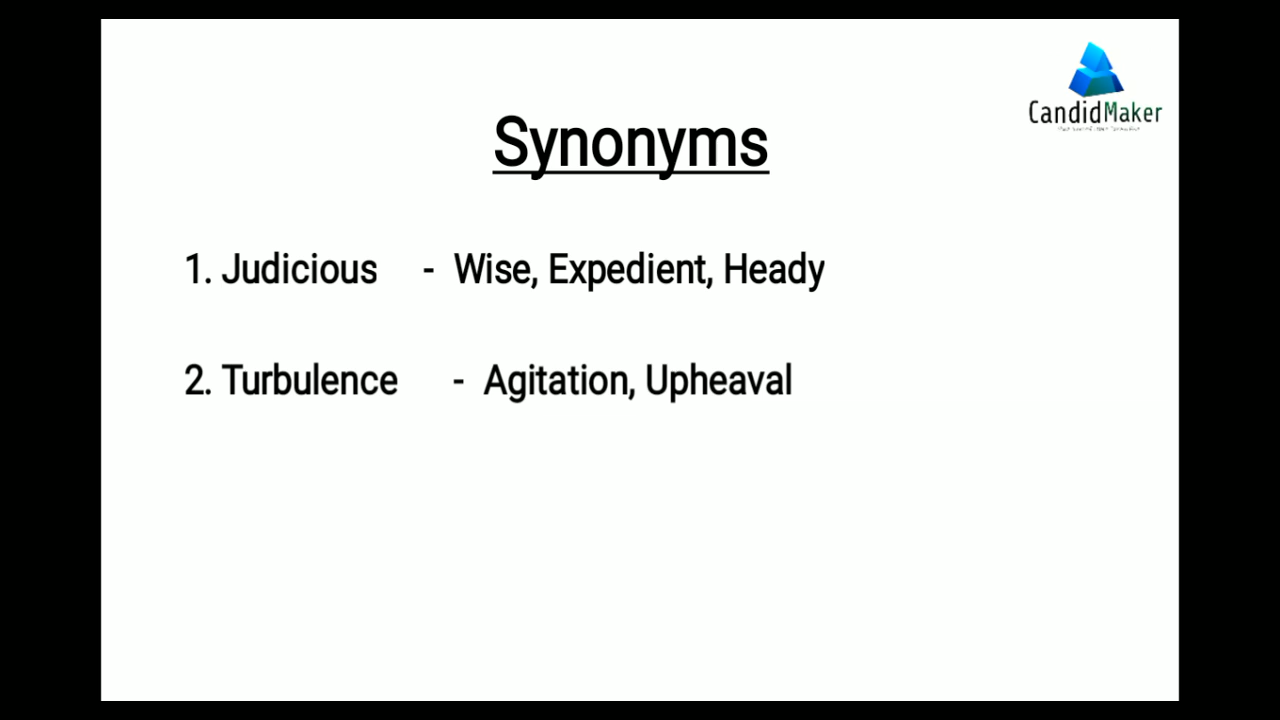 CandidMaker
Synonyms
1. Judicious - Wise, Expedient, Heady
2. Turbulence - Agitation, Upheaval